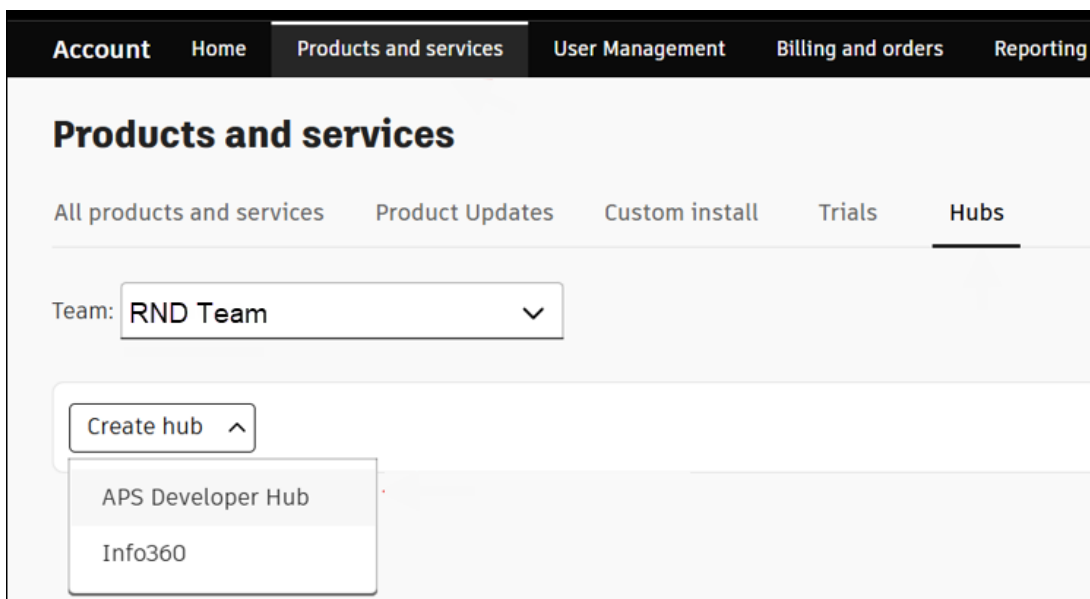 Account Home Products and services User Management Billing and orders Reporting
Products and services
All products and services Product Updates Custom install Trials Hubs
Team: RND Team
Create hub
APS Developer Hub
Info360